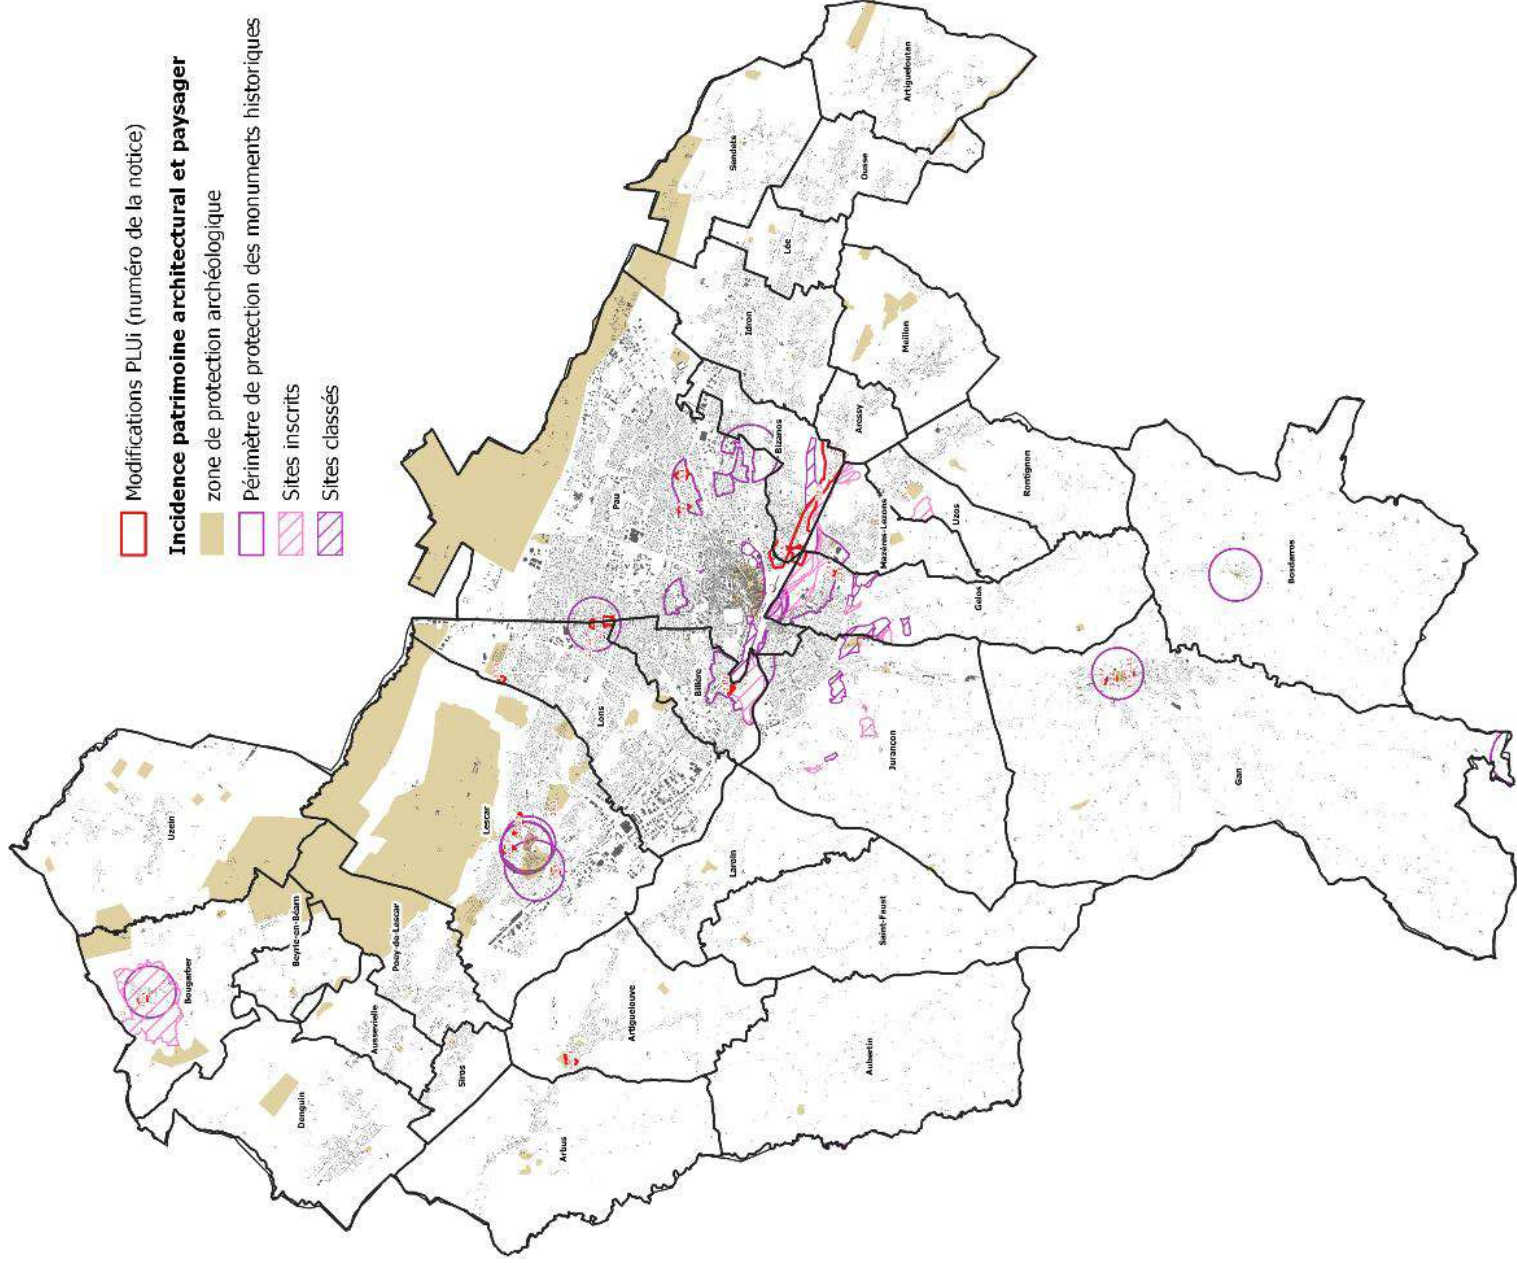 Modifications PLUi (numéro de la notice)
Incidence patrimoine architectural et paysager
zone de protection archéologique
Périmètre de protection des monuments historiques
Sites inscrits
Sites classés
Artigueloutan
Sendets
Ousse
Lée
Idron
Meillon
Aressy
Bizanos
Pau
Rontignon
Uzos
Mazères-Lezons
Gelos
Bosdarros
Billère
Lons
Jurançon
Gan
Uzein
Lescar
Laroin
Saint-Faust
Beyrie-en-Béarn
Poey-de-Lescar
Bougarber
Aussevielle
Artiguelouve
Siros
Aubertin
Denguin
Arbus